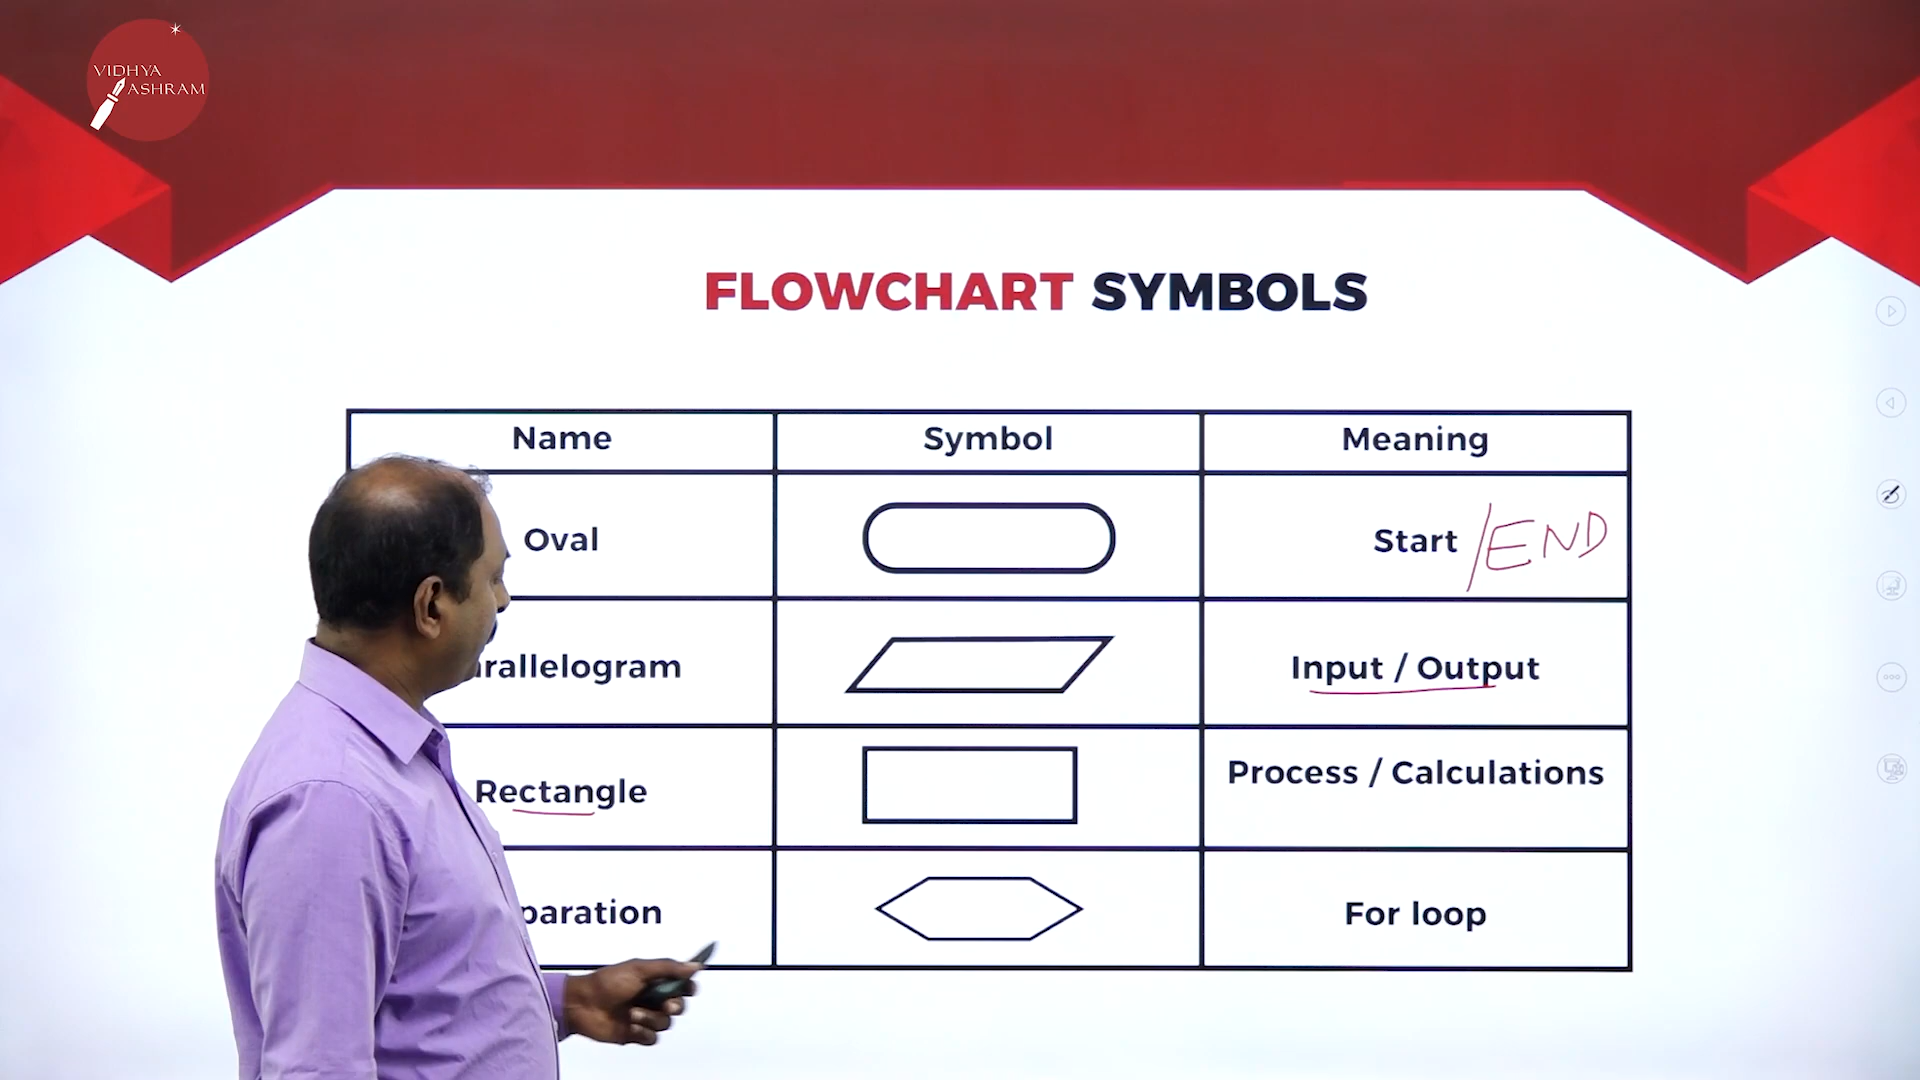 VIDHYA
ASHRAM
FLOWCHART SYMBOLS
Name Symbol Meaning
Oval Start /END
rallelogram Input / Output
Rectangle Process / Calculations
paration For loop